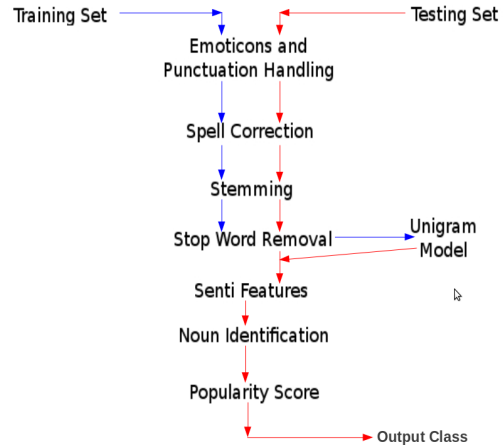 Training Set
Testing Set
Emoticons and
Punctuation Handling
Spell Correction
Stemming
Stop Word Removal
Unigram
Model
Senti Features
Noun Identification
Popularity Score
Output Class